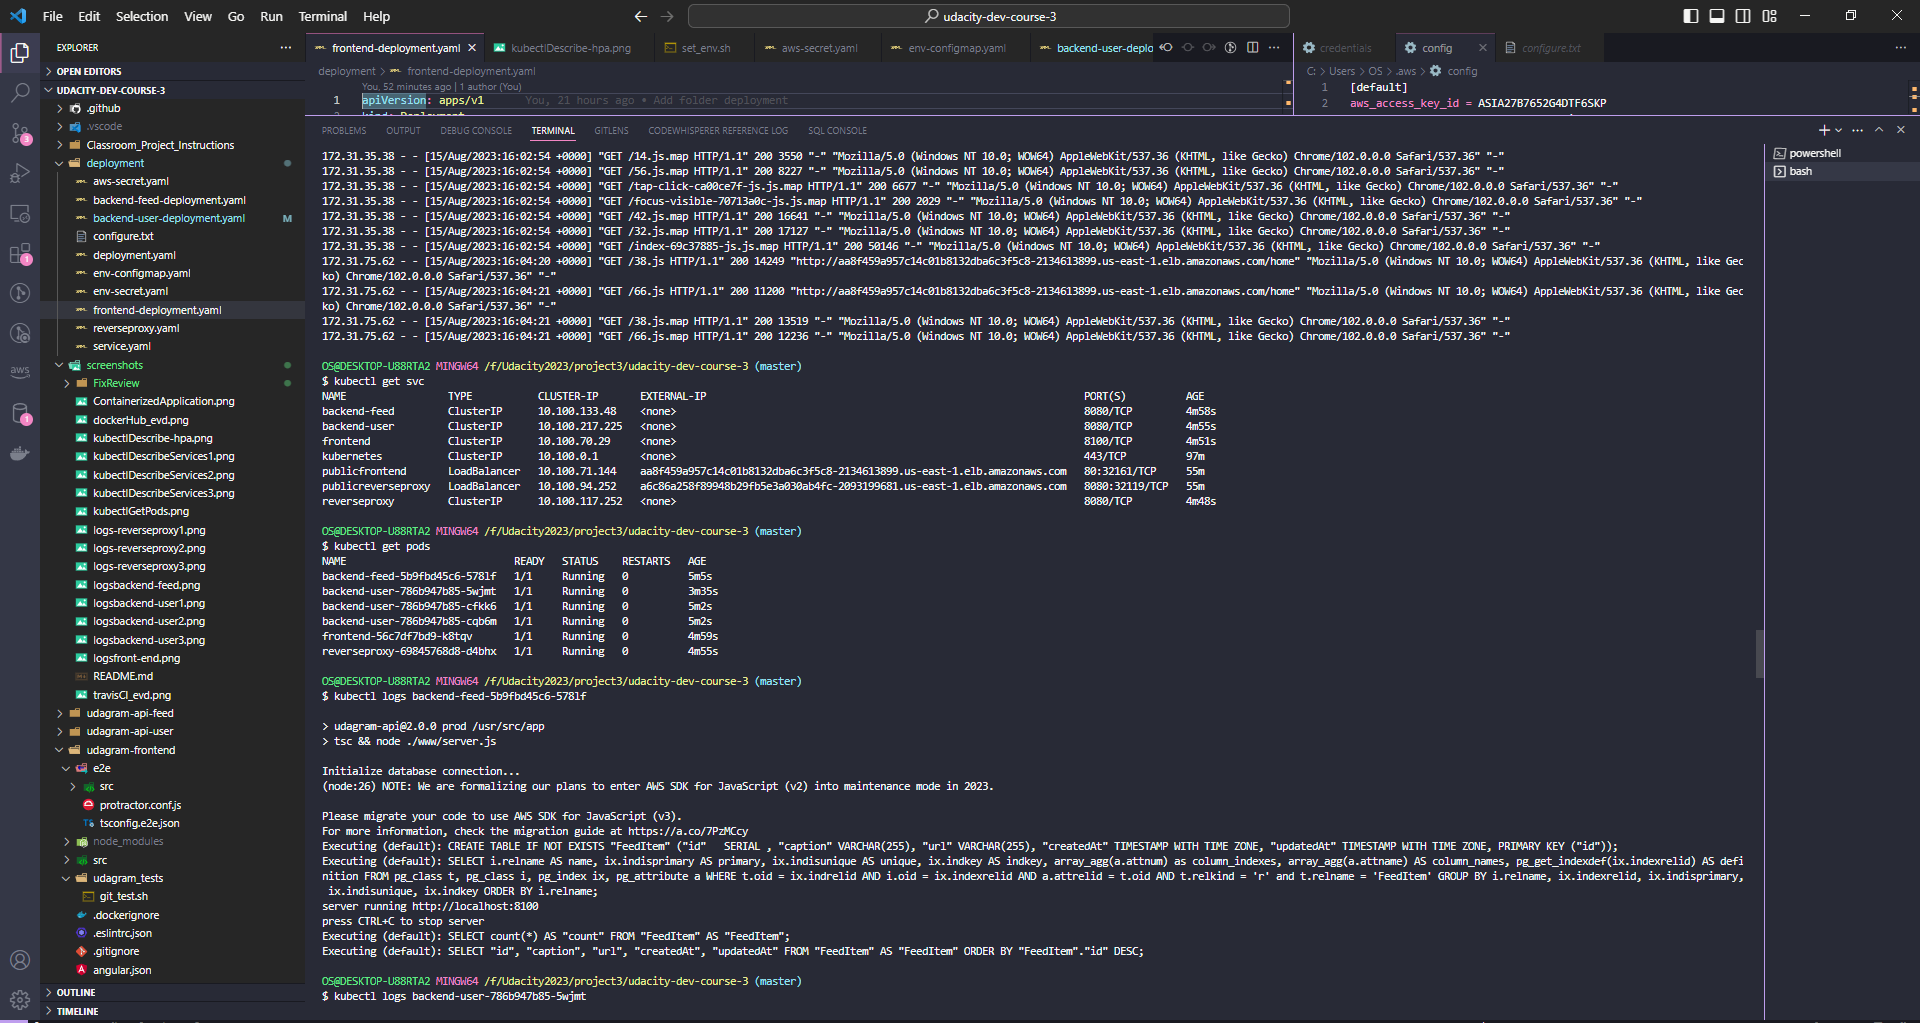 File Edit Selection View Go Run Terminal Help
udacity-dev-course-3
EXPLORER
OPEN EDITORS
UDACITY-DEV-COURSE-3
.github
.vscode
Classroom_Project_Instructions
deployment
aws-secret.yaml
backend-feed-deployment.yaml
backend-user-deployment.yaml M
configure.txt
deployment.yaml
env-configmap.yaml
env-secret.yaml
frontend-deployment.yaml
reverseproxy.yaml
service.yaml
screenshots
FixReview
ContainerizedApplication.png
dockerHub_evd.png
kubectlDescribe-hpa.png
kubectlDescribeServices1.png
kubectlDescribeServices2.png
kubectlDescribeServices3.png
kubectlGetPods.png
logs-reverseproxy1.png
logs-reverseproxy2.png
logs-reverseproxy3.png
logsbackend-feed.png
logsbackend-user1.png
logsbackend-user2.png
logsbackend-user3.png
logsfront-end.png
README.md
travisCI_evd.png
udagram-api-feed
udagram-api-user
udagram-frontend
e2e
src
protractor.conf.js
tsconfig.e2e.json
node_modules
src
udagram_tests
git_test.sh
.dockerignore
.eslintrc.json
.gitignore
angular.json
OUTLINE
TIMELINE
frontend-deployment.yaml kubectlDescribe-hpa.png set_env.sh aws-secret.yaml env-configmap.yaml backend-user-deplo
deployment > frontend-deployment.yaml
You, 52 minutes ago | 1 author (You)
1 apiVersion: apps/v1 You, 21 hours ago • Add folder deployment
credentials config configure.txt
C: > Users > OS > .aws > config
1 [default]
2 aws_access_key_id = ASIA27B7652G4DTF6SKP
PROBLEMS OUTPUT DEBUG CONSOLE TERMINAL GITLENS CODEWHISPERER REFERENCE LOG SQL CONSOLE
powershell
bash
172.31.35.38 - - [15/Aug/2023:16:02:54 +0000] "GET /14.js.map HTTP/1.1" 200 3550 "-" "Mozilla/5.0 (Windows NT 10.0; WOW64) AppleWebKit/537.36 (KHTML, like Gecko) Chrome/102.0.0.0 Safari/537.36" "-"
172.31.35.38 - - [15/Aug/2023:16:02:54 +0000] "GET /56.js.map HTTP/1.1" 200 8227 "-" "Mozilla/5.0 (Windows NT 10.0; WOW64) AppleWebKit/537.36 (KHTML, like Gecko) Chrome/102.0.0.0 Safari/537.36" "-"
172.31.35.38 - - [15/Aug/2023:16:02:54 +0000] "GET /tap-click-ca00ce7f-js.js.map HTTP/1.1" 200 6677 "-" "Mozilla/5.0 (Windows NT 10.0; WOW64) AppleWebKit/537.36 (KHTML, like Gecko) Chrome/102.0.0.0 Safari/537.36" "-"
172.31.35.38 - - [15/Aug/2023:16:02:54 +0000] "GET /focus-visible-70713a0c-js.js.map HTTP/1.1" 200 2029 "-" "Mozilla/5.0 (Windows NT 10.0; WOW64) AppleWebKit/537.36 (KHTML, like Gecko) Chrome/102.0.0.0 Safari/537.36" "-"
172.31.35.38 - - [15/Aug/2023:16:02:54 +0000] "GET /42.js.map HTTP/1.1" 200 16641 "-" "Mozilla/5.0 (Windows NT 10.0; WOW64) AppleWebKit/537.36 (KHTML, like Gecko) Chrome/102.0.0.0 Safari/537.36" "-"
172.31.35.38 - - [15/Aug/2023:16:02:54 +0000] "GET /32.js.map HTTP/1.1" 200 17127 "-" "Mozilla/5.0 (Windows NT 10.0; WOW64) AppleWebKit/537.36 (KHTML, like Gecko) Chrome/102.0.0.0 Safari/537.36" "-"
172.31.35.38 - - [15/Aug/2023:16:02:54 +0000] "GET /index-69c37885-js.js.map HTTP/1.1" 200 50146 "-" "Mozilla/5.0 (Windows NT 10.0; WOW64) AppleWebKit/537.36 (KHTML, like Gecko) Chrome/102.0.0.0 Safari/537.36" "-"
172.31.75.62 - - [15/Aug/2023:16:04:20 +0000] "GET /38.js HTTP/1.1" 200 14249 "http://aa8f459a957c14c01b8132dba6c3f5c8-2134613899.us-east-1.elb.amazonaws.com/home" "Mozilla/5.0 (Windows NT 10.0; WOW64) AppleWebKit/537.36 (KHTML, like Gec
ko) Chrome/102.0.0.0 Safari/537.36" "-"
172.31.75.62 - - [15/Aug/2023:16:04:21 +0000] "GET /66.js HTTP/1.1" 200 11200 "http://aa8f459a957c14c01b8132dba6c3f5c8-2134613899.us-east-1.elb.amazonaws.com/home" "Mozilla/5.0 (Windows NT 10.0; WOW64) AppleWebKit/537.36 (KHTML, like Gec
ko) Chrome/102.0.0.0 Safari/537.36" "-"
172.31.75.62 - - [15/Aug/2023:16:04:21 +0000] "GET /38.js.map HTTP/1.1" 200 13519 "-" "Mozilla/5.0 (Windows NT 10.0; WOW64) AppleWebKit/537.36 (KHTML, like Gecko) Chrome/102.0.0.0 Safari/537.36" "-"
172.31.75.62 - - [15/Aug/2023:16:04:21 +0000] "GET /66.js.map HTTP/1.1" 200 12236 "-" "Mozilla/5.0 (Windows NT 10.0; WOW64) AppleWebKit/537.36 (KHTML, like Gecko) Chrome/102.0.0.0 Safari/537.36" "-"
OS@DESKTOP-U88RTA2 MINGW64 /f/Udacity2023/project3/udacity-dev-course-3 (master)
$ kubectl get svc
NAME TYPE CLUSTER-IP EXTERNAL-IP PORT(S) AGE
backend-feed ClusterIP 10.100.133.48 <none> 8080/TCP 4m58s
backend-user ClusterIP 10.100.217.225 <none> 8080/TCP 4m55s
frontend ClusterIP 10.100.70.29 <none> 8100/TCP 4m51s
kubernetes ClusterIP 10.100.0.1 <none> 443/TCP 97m
publicfrontend LoadBalancer 10.100.71.144 aa8f459a957c14c01b8132dba6c3f5c8-2134613899.us-east-1.elb.amazonaws.com 80:32161/TCP 55m
publicreverseproxy LoadBalancer 10.100.94.252 a6c86a258f89948b29fb5e3a030ab4fc-2093199681.us-east-1.elb.amazonaws.com 8080:32119/TCP 55m
reverseproxy ClusterIP 10.100.117.252 <none> 8080/TCP 4m48s
OS@DESKTOP-U88RTA2 MINGW64 /f/Udacity2023/project3/udacity-dev-course-3 (master)
$ kubectl get pods
NAME READY STATUS RESTARTS AGE
backend-feed-5b9fbd45c6-578lf 1/1 Running 0 5m5s
backend-user-786b947b85-5wjmt 1/1 Running 0 3m35s
backend-user-786b947b85-cfkk6 1/1 Running 0 5m2s
backend-user-786b947b85-cqb6m 1/1 Running 0 5m2s
frontend-56c7df7bd9-k8tqv 1/1 Running 0 4m59s
reverseproxy-69845768d8-d4bhx 1/1 Running 0 4m55s
OS@DESKTOP-U88RTA2 MINGW64 /f/Udacity2023/project3/udacity-dev-course-3 (master)
$ kubectl logs backend-feed-5b9fbd45c6-578lf
> udagram-api@2.0.0 prod /usr/src/app
> tsc && node ./www/server.js
Initialize database connection...
(node:26) NOTE: We are formalizing our plans to enter AWS SDK for JavaScript (v2) into maintenance mode in 2023.
Please migrate your code to use AWS SDK for JavaScript (v3).
For more information, check the migration guide at https://a.co/7PzMCcy
Executing (default): CREATE TABLE IF NOT EXISTS "FeedItem" ("id" SERIAL , "caption" VARCHAR(255), "url" VARCHAR(255), "createdAt" TIMESTAMP WITH TIME ZONE, "updatedAt" TIMESTAMP WITH TIME ZONE, PRIMARY KEY ("id"));
Executing (default): SELECT i.relname AS name, ix.indisprimary AS primary, ix.indisunique AS unique, ix.indkey AS indkey, array_agg(a.attnum) as column_indexes, array_agg(a.attname) AS column_names, pg_get_indexdef(ix.indexrelid) AS defi
nition FROM pg_class t, pg_class i, pg_index ix, pg_attribute a WHERE t.oid = ix.indrelid AND i.oid = ix.indexrelid AND a.attrelid = t.oid AND t.relkind = 'r' and t.relname = 'FeedItem' GROUP BY i.relname, ix.indexrelid, ix.indisprimary,
ix.indisunique, ix.indkey ORDER BY i.relname;
server running http://localhost:8100
press CTRL+C to stop server
Executing (default): SELECT count(*) AS "count" FROM "FeedItem" AS "FeedItem";
Executing (default): SELECT "id", "caption", "url", "createdAt", "updatedAt" FROM "FeedItem" AS "FeedItem" ORDER BY "FeedItem"."id" DESC;
OS@DESKTOP-U88RTA2 MINGW64 /f/Udacity2023/project3/udacity-dev-course-3 (master)
$ kubectl logs backend-user-786b947b85-5wjmt